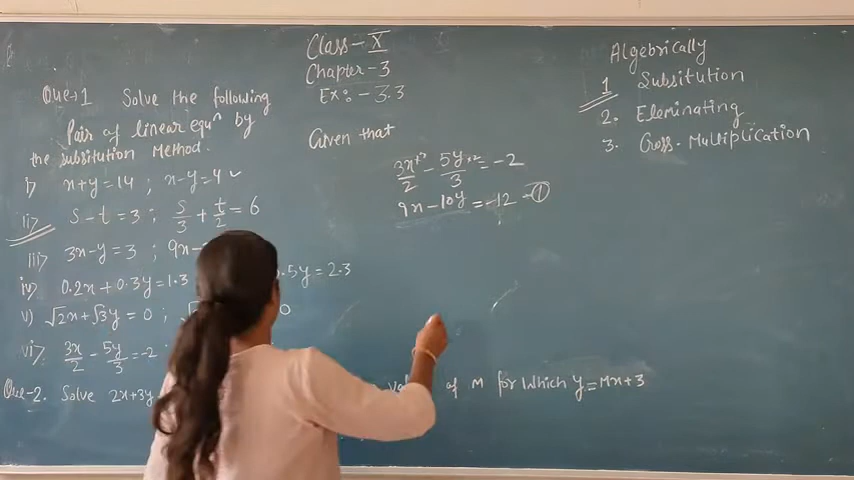 Class - X
Chapter - 3
Ex: - 3.3
Que→1 Solve the following
Pair of linear equⁿ by
the subsitution Method.
i) x+y=14 ; x-y=4 ✓
ii) s-t=3 ; s/3 + t/2 = 6
iii) 3x-y=3 ; 9x-
iv) 0.2x+0.3y=1.3 .5y=2.3
v) √2x+√3y=0 ; √ 0
vi) 3x/2 - 5y/3 = -2
Que-2. Solve 2x+3y of M for which y=Mx+3
Given that
3x/2 - 5y/3 = -2
9x-10y = -12 -①
Algebrically
1 Subsitution
2. Eleminating
3. Cross-Multiplication